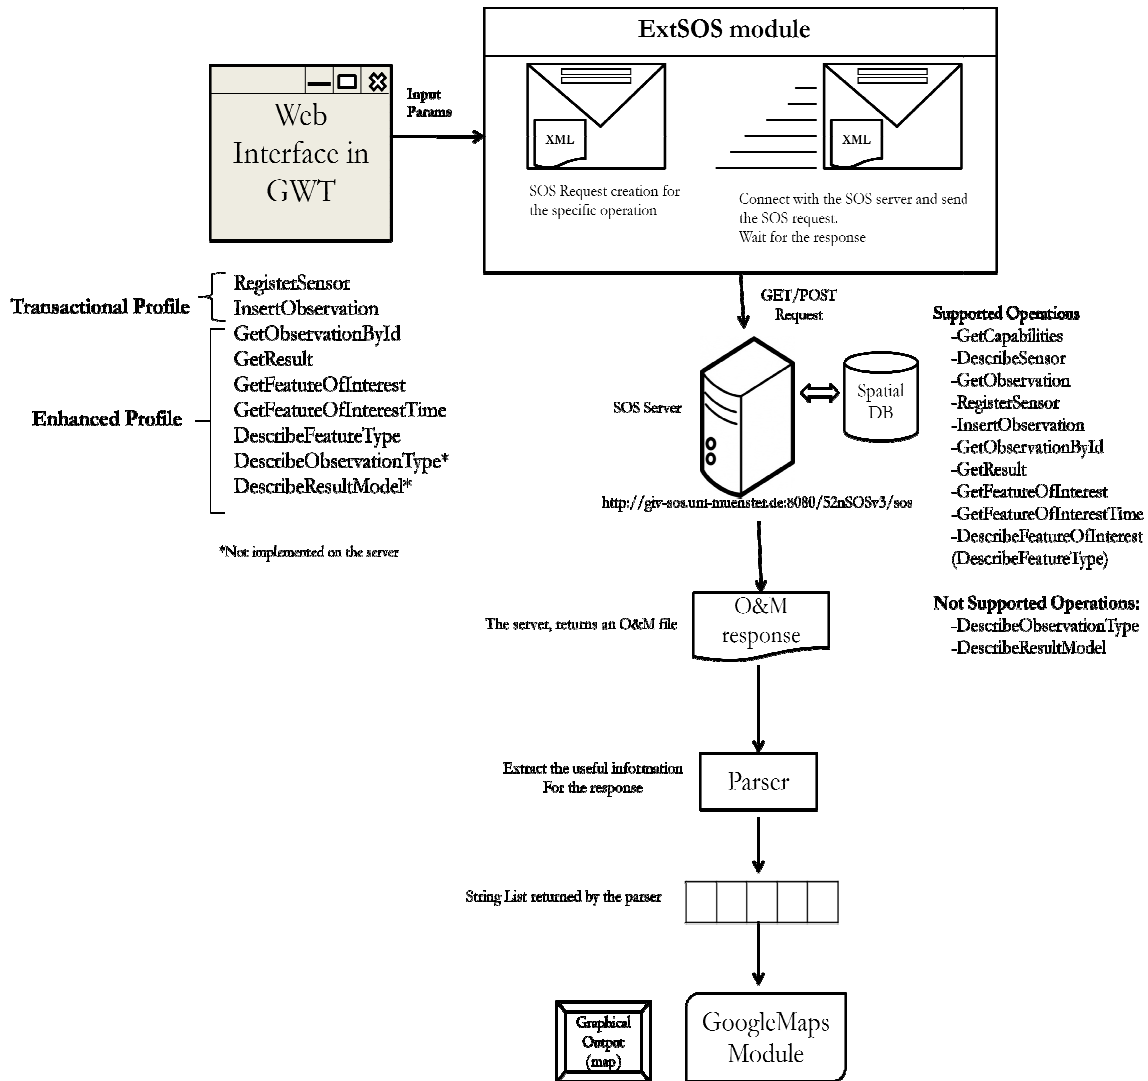 ExtSOS module
Web
Interface in
GWT
Input
Params
XML
XML
SOS Request creation for
the specific operation
Connect with the SOS server and send
the SOS request.
Wait for the response
Transactional Profile
RegisterSensor
InsertObservation
Enhanced Profile
GetObservationById
GetResult
GetFeatureOfInterest
GetFeatureOfInterestTime
DescribeFeatureType
DescribeObservationType*
DescribeResultModel*
*Not implemented on the server
GET/POST
Request
SOS Server
Spatial
DB
http://giv-sos.uni-muenster.de:8080/52nSOSv3/sos
Supported Operations
-GetCapabilities
-DescribeSensor
-GetObservation
-RegisterSensor
-InsertObservation
-GetObservationById
-GetResult
-GetFeatureOfInterest
-GetFeatureOfInterestTime
-DescribeFeatureOfInterest
(DescribeFeatureType)
Not Supported Operations:
-DescribeObservationType
-DescribeResultModel
The server, returns an O&M file
O&M
response
Extract the useful information
For the response
Parser
String List returned by the parser
Graphical
Output
(map)
GoogleMaps
Module